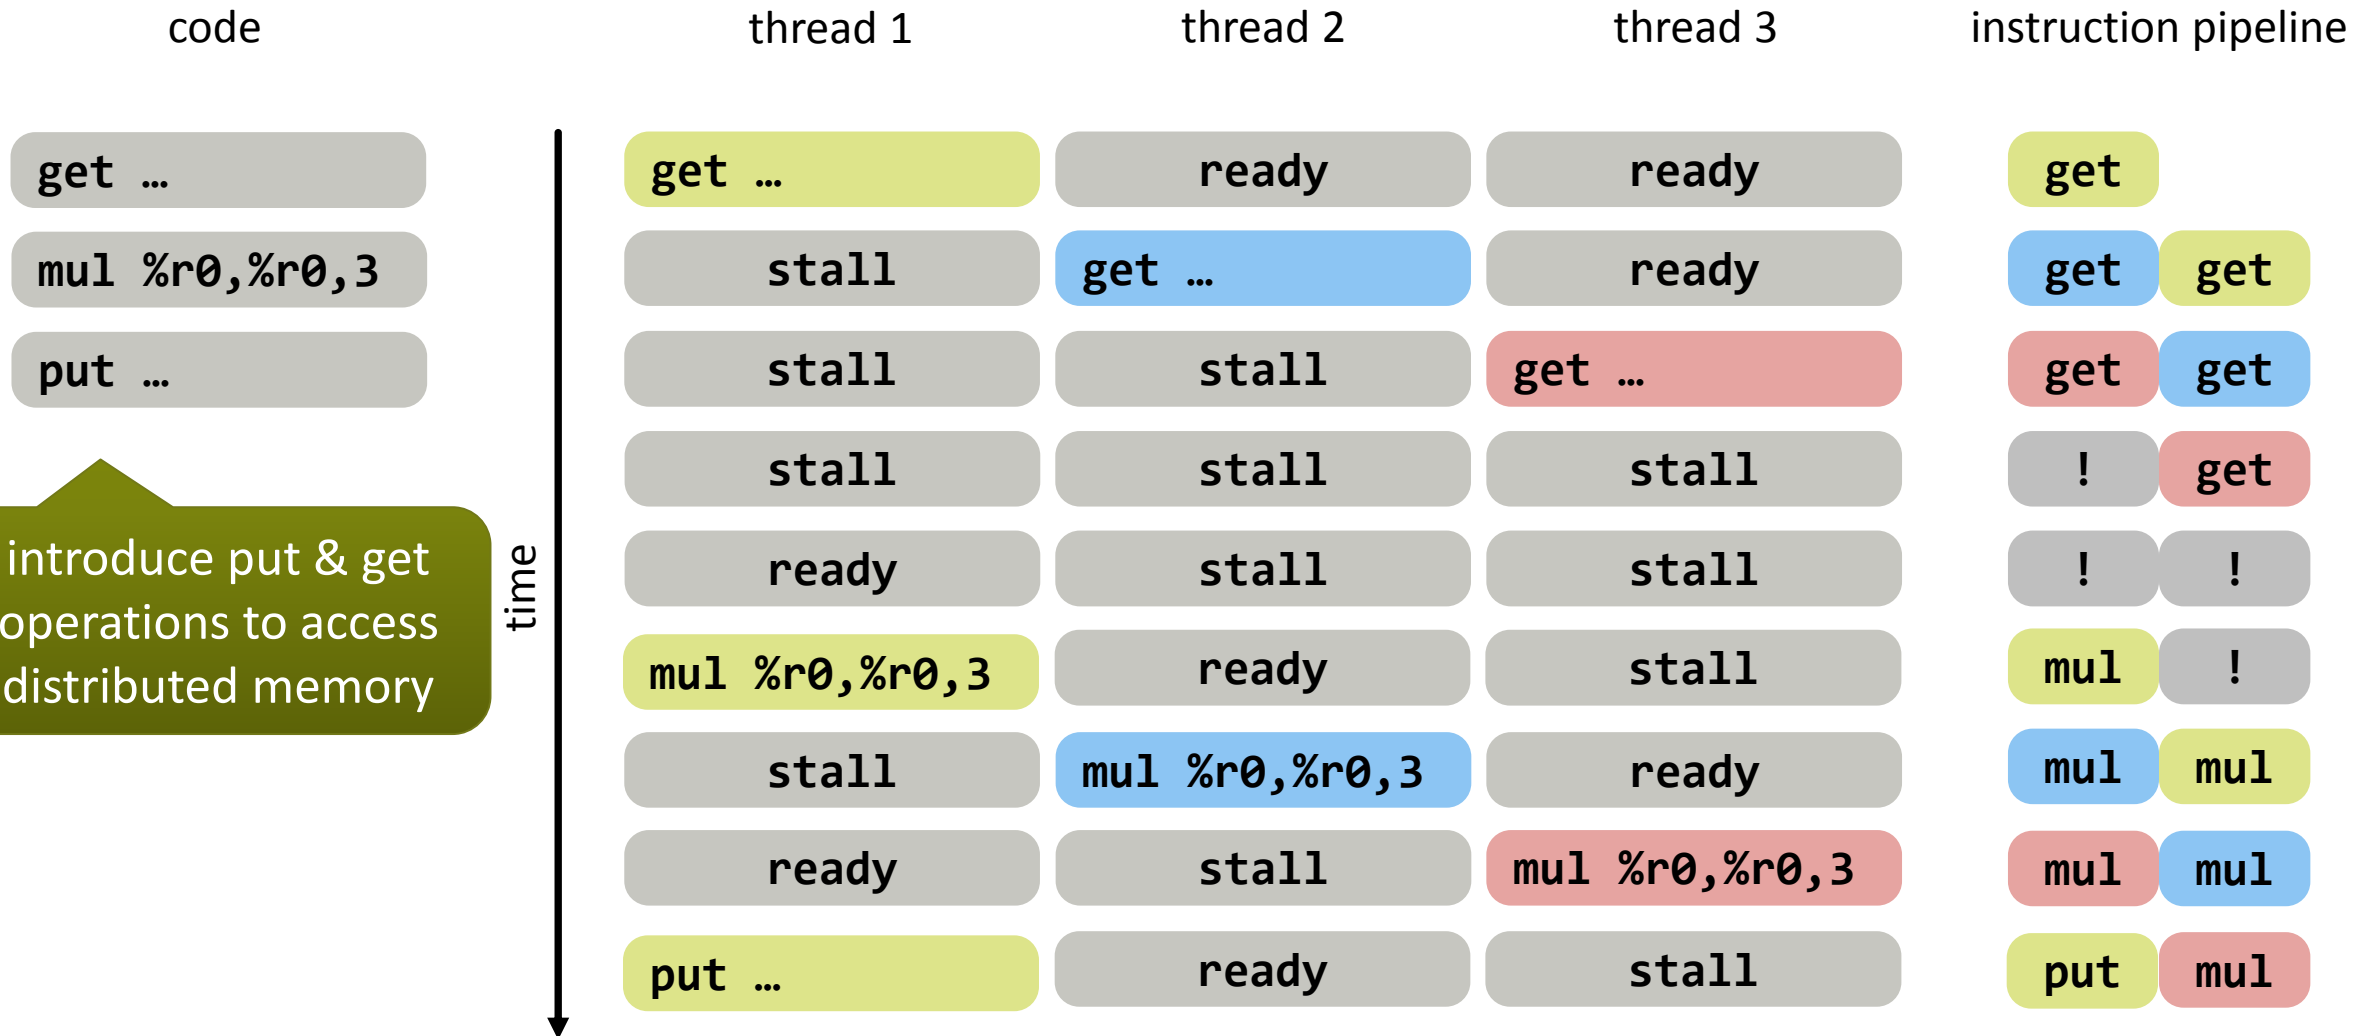 code thread 1 thread 2 thread 3 instruction pipeline
get … get … ready ready get
mul %r0,%r0,3 stall get … ready get get
put … stall stall get … get get
stall stall stall ! get
introduce put & get
operations to access
distributed memory
time
ready stall stall ! !
mul %r0,%r0,3 ready stall mul !
stall mul %r0,%r0,3 ready mul mul
ready stall mul %r0,%r0,3 mul mul
put … ready stall put mul